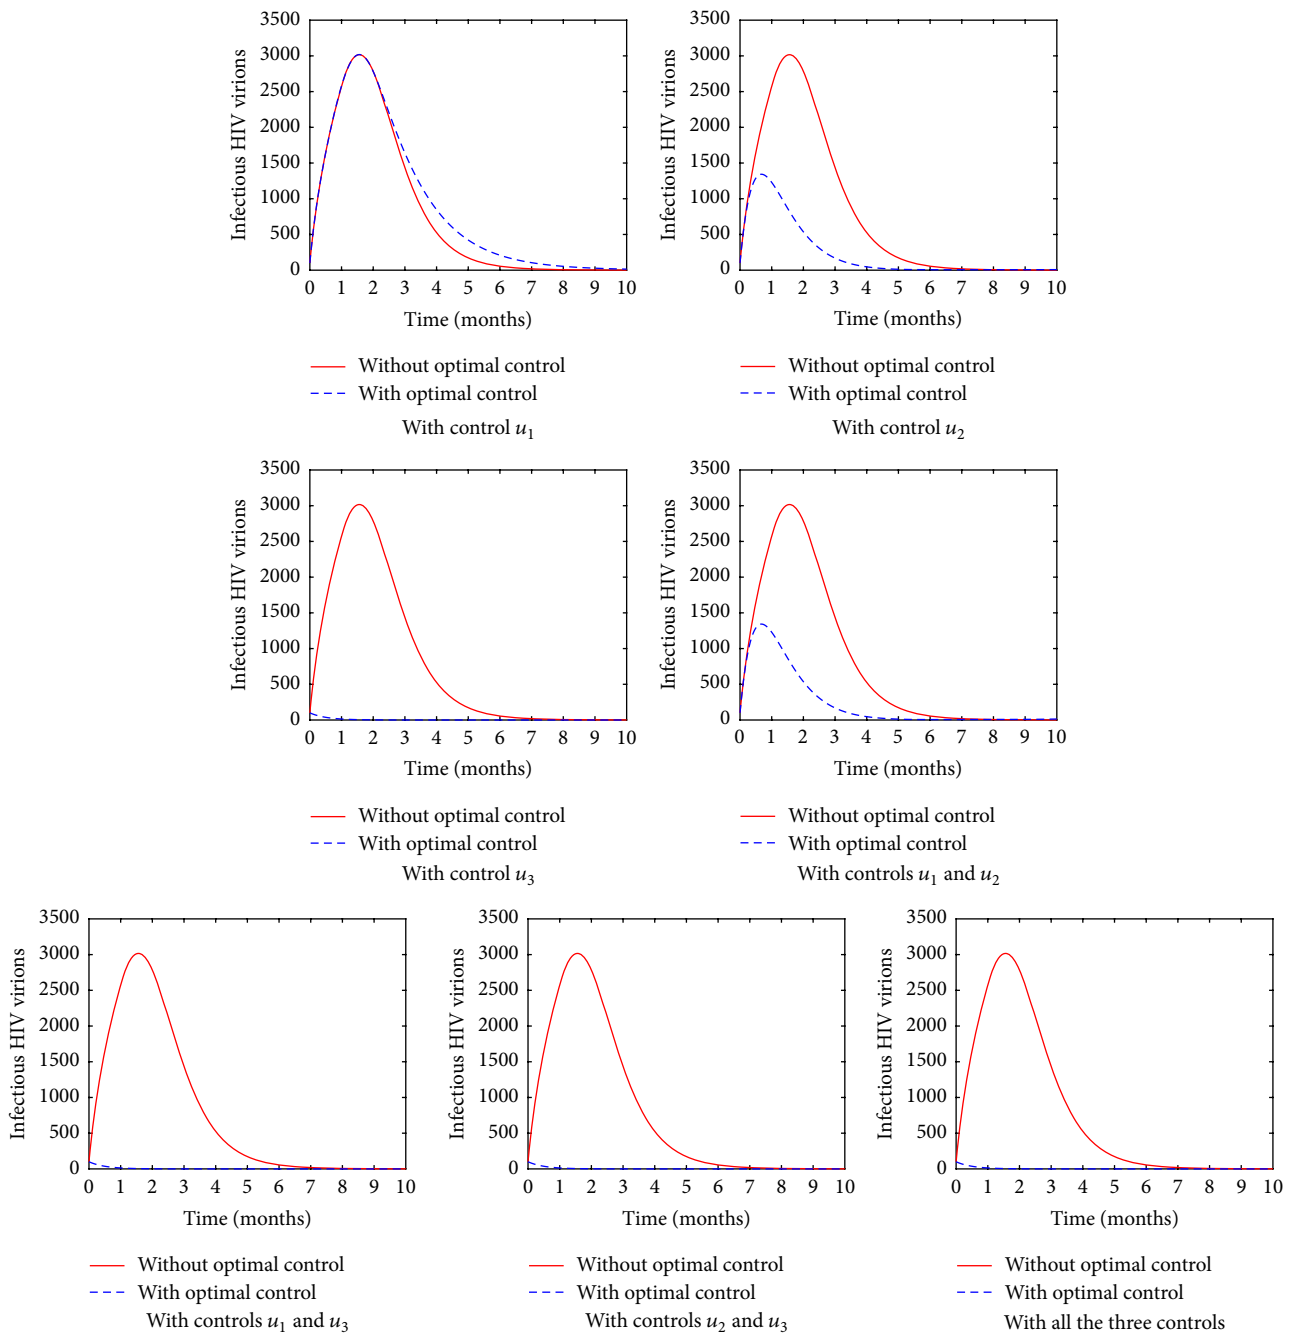 3500
3000
2500
2000
1500
1000
500
0
Infectious HIV virions
0 1 2 3 4 5 6 7 8 9 10
Time (months)
Without optimal control
With optimal control
With control u₁
3500
3000
2500
2000
1500
1000
500
0
Infectious HIV virions
0 1 2 3 4 5 6 7 8 9 10
Time (months)
Without optimal control
With optimal control
With control u₂
3500
3000
2500
2000
1500
1000
500
0
Infectious HIV virions
0 1 2 3 4 5 6 7 8 9 10
Time (months)
Without optimal control
With optimal control
With control u₃
3500
3000
2500
2000
1500
1000
500
0
Infectious HIV virions
0 1 2 3 4 5 6 7 8 9 10
Time (months)
Without optimal control
With optimal control
With controls u₁ and u₂
3500
3000
2500
2000
1500
1000
500
0
Infectious HIV virions
0 1 2 3 4 5 6 7 8 9 10
Time (months)
Without optimal control
With optimal control
With controls u₁ and u₃
3500
3000
2500
2000
1500
1000
500
0
Infectious HIV virions
0 1 2 3 4 5 6 7 8 9 10
Time (months)
Without optimal control
With optimal control
With controls u₂ and u₃
3500
3000
2500
2000
1500
1000
500
0
Infectious HIV virions
0 1 2 3 4 5 6 7 8 9 10
Time (months)
Without optimal control
With optimal control
With all the three controls